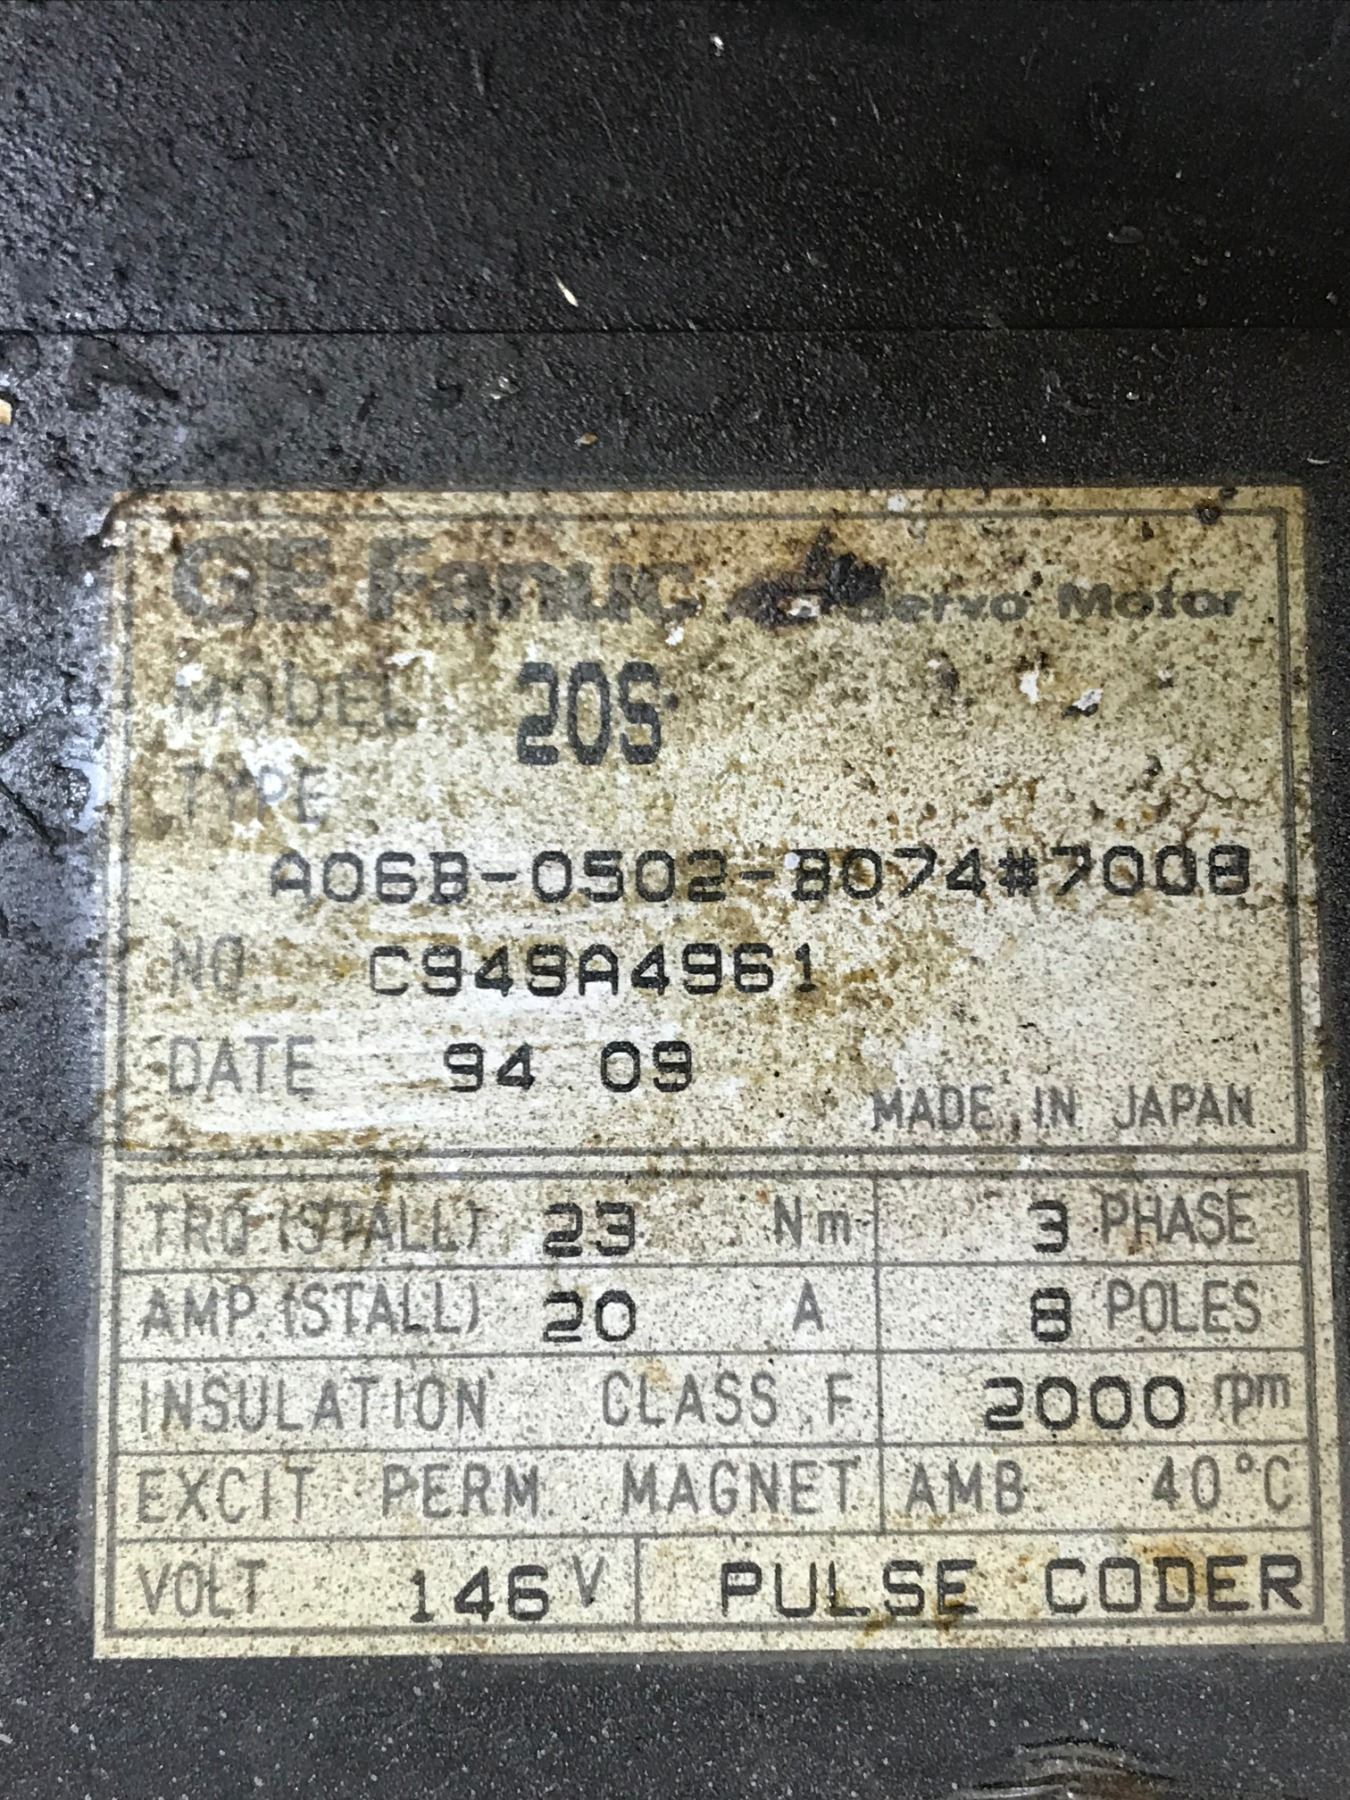 GE Fanuc AC Servo Motor
MODEL 20S
TYPE
A06B-0502-B074#7008
NO. C949A4961
DATE 94 09
MADE IN JAPAN
TRQ.(STALL) 23 Nm 3 PHASE
AMP.(STALL) 20 A 8 POLES
INSULATION CLASS F 2000 rpm
EXCIT PERM. MAGNET AMB. 40°C
VOLT 146 V PULSE CODER